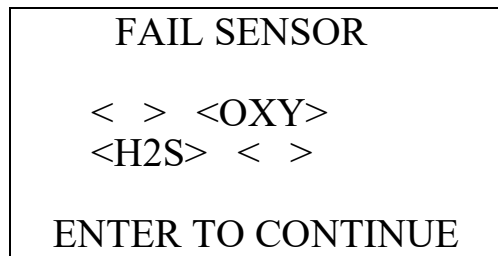 FAIL SENSOR
< > <OXY>
<H2S> < >
ENTER TO CONTINUE